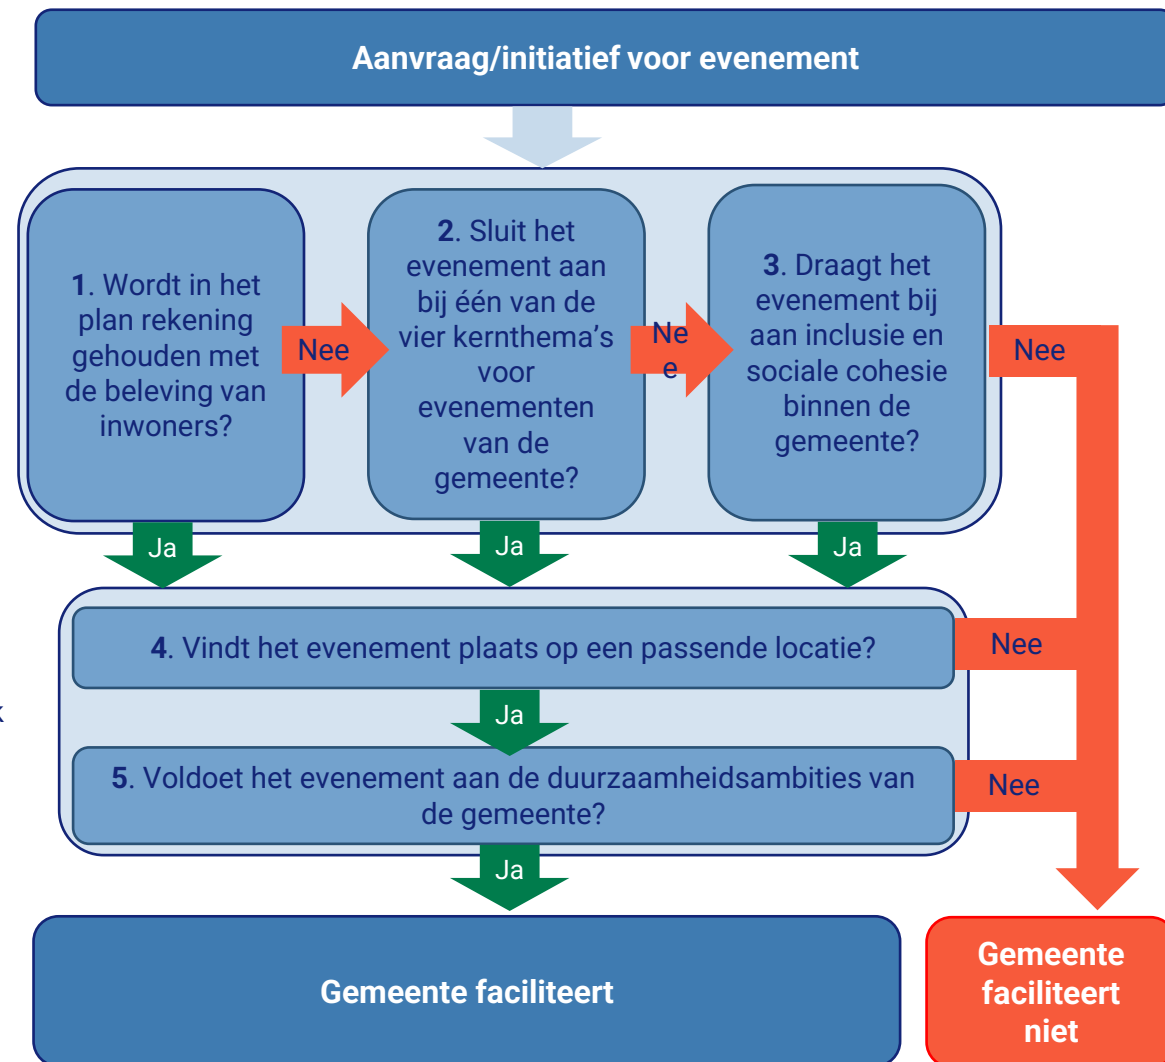 Aanvraag/initiatief voor evenement
1. Wordt in het
plan rekening
gehouden met
de beleving van
inwoners?
Nee
2. Sluit het
evenement aan
bij één van de
vier kernthema's
voor
evenementen
van de
gemeente?
Ne
e
3. Draagt het
evenement bij
aan inclusie en
sociale cohesie
binnen de
gemeente?
Nee
Ja
Ja
Ja
4. Vindt het evenement plaats op een passende locatie?
Nee
Ja
5. Voldoet het evenement aan de duurzaamheidsambities van
de gemeente?
Nee
Ja
Gemeente faciliteert
Gemeente
faciliteert
niet